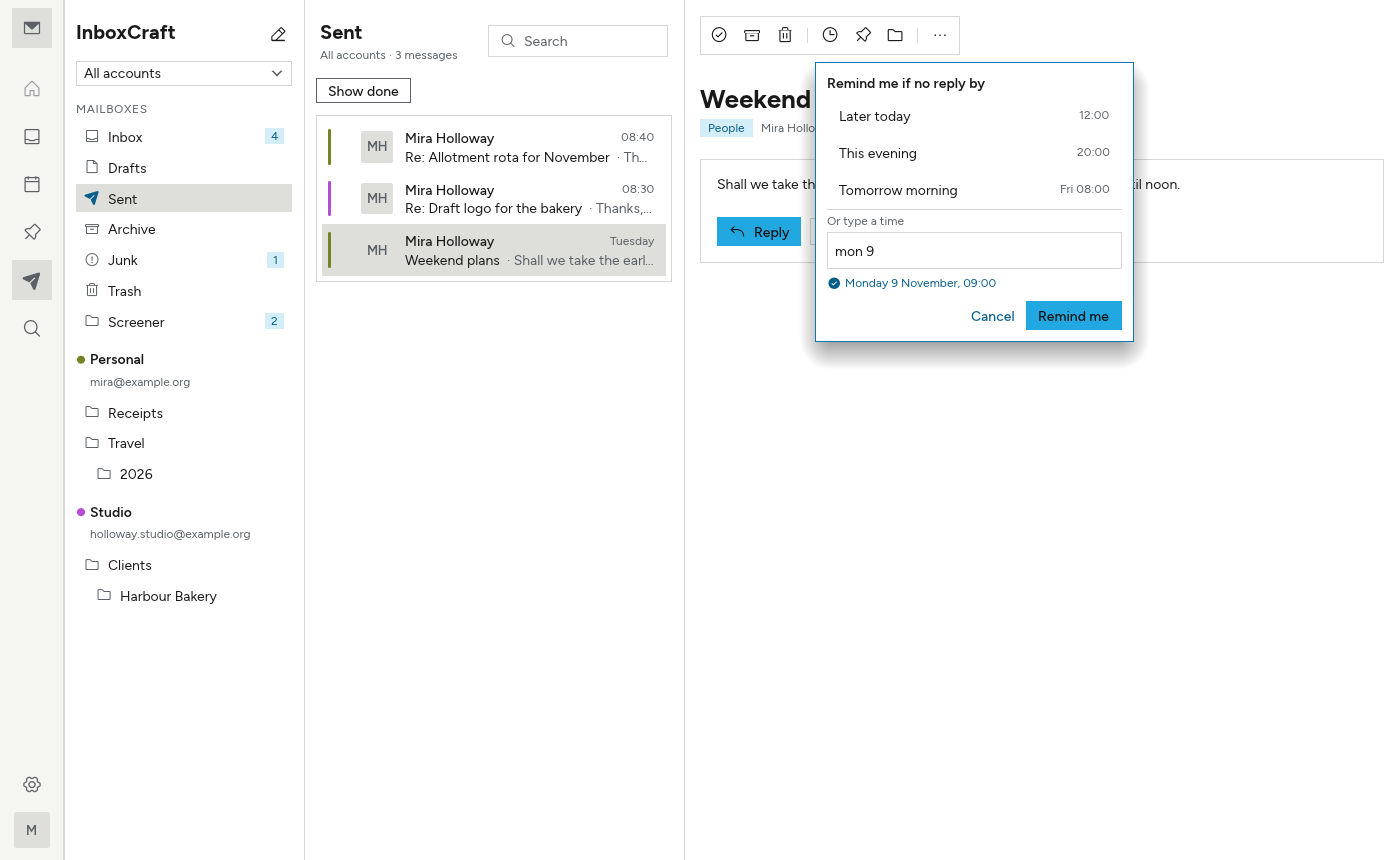 InboxCraft
All accounts
MAILBOXES
Inbox 4
Drafts
Sent
Archive
Junk 1
Trash
Screener 2
Personal
mira@example.org
Receipts
Travel
2026
Studio
holloway.studio@example.org
Clients
Harbour Bakery
M
Sent
All accounts · 3 messages
Search
Show done
MH
Mira Holloway 08:40
Re: Allotment rota for November · Th...
MH
Mira Holloway 08:30
Re: Draft logo for the bakery · Thanks,...
MH
Mira Holloway Tuesday
Weekend plans · Shall we take the earl...
Weekend
People Mira Hollo
Shall we take th
til noon.
Reply
Remind me if no reply by
Later today 12:00
This evening 20:00
Tomorrow morning Fri 08:00
Or type a time
mon 9
Monday 9 November, 09:00
Cancel Remind me